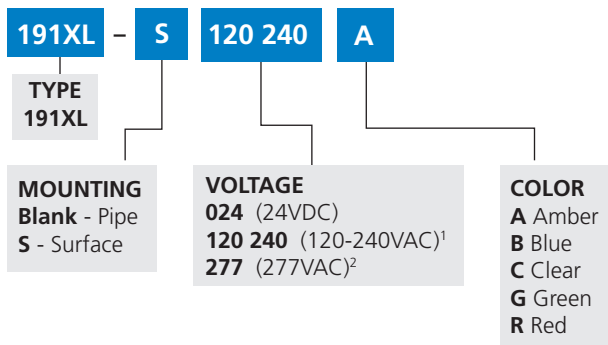 191XL – S 120 240 A
TYPE
191XL
MOUNTING
Blank - Pipe
S - Surface
VOLTAGE
024 (24VDC)
120 240 (120-240VAC)¹
277 (277VAC)²
COLOR
A Amber
B Blue
C Clear
G Green
R Red